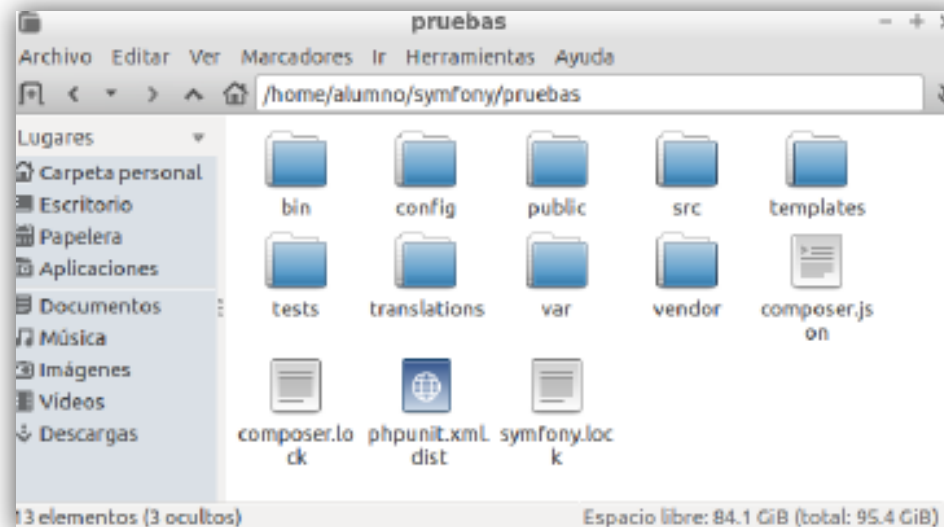 pruebas
Archivo Editar Ver Marcadores Ir Herramientas Ayuda
/home/alumno/symfony/pruebas
Lugares
Carpeta personal
Escritorio
Papelera
Aplicaciones
Documentos
Música
Imágenes
Vídeos
Descargas
bin config public src templates
tests translations var vendor composer.js
on
composer.lo phpunit.xml. symfony.loc
ck dist k
13 elementos (3 ocultos) Espacio libre: 84.1 GiB (total: 95.4 GiB)